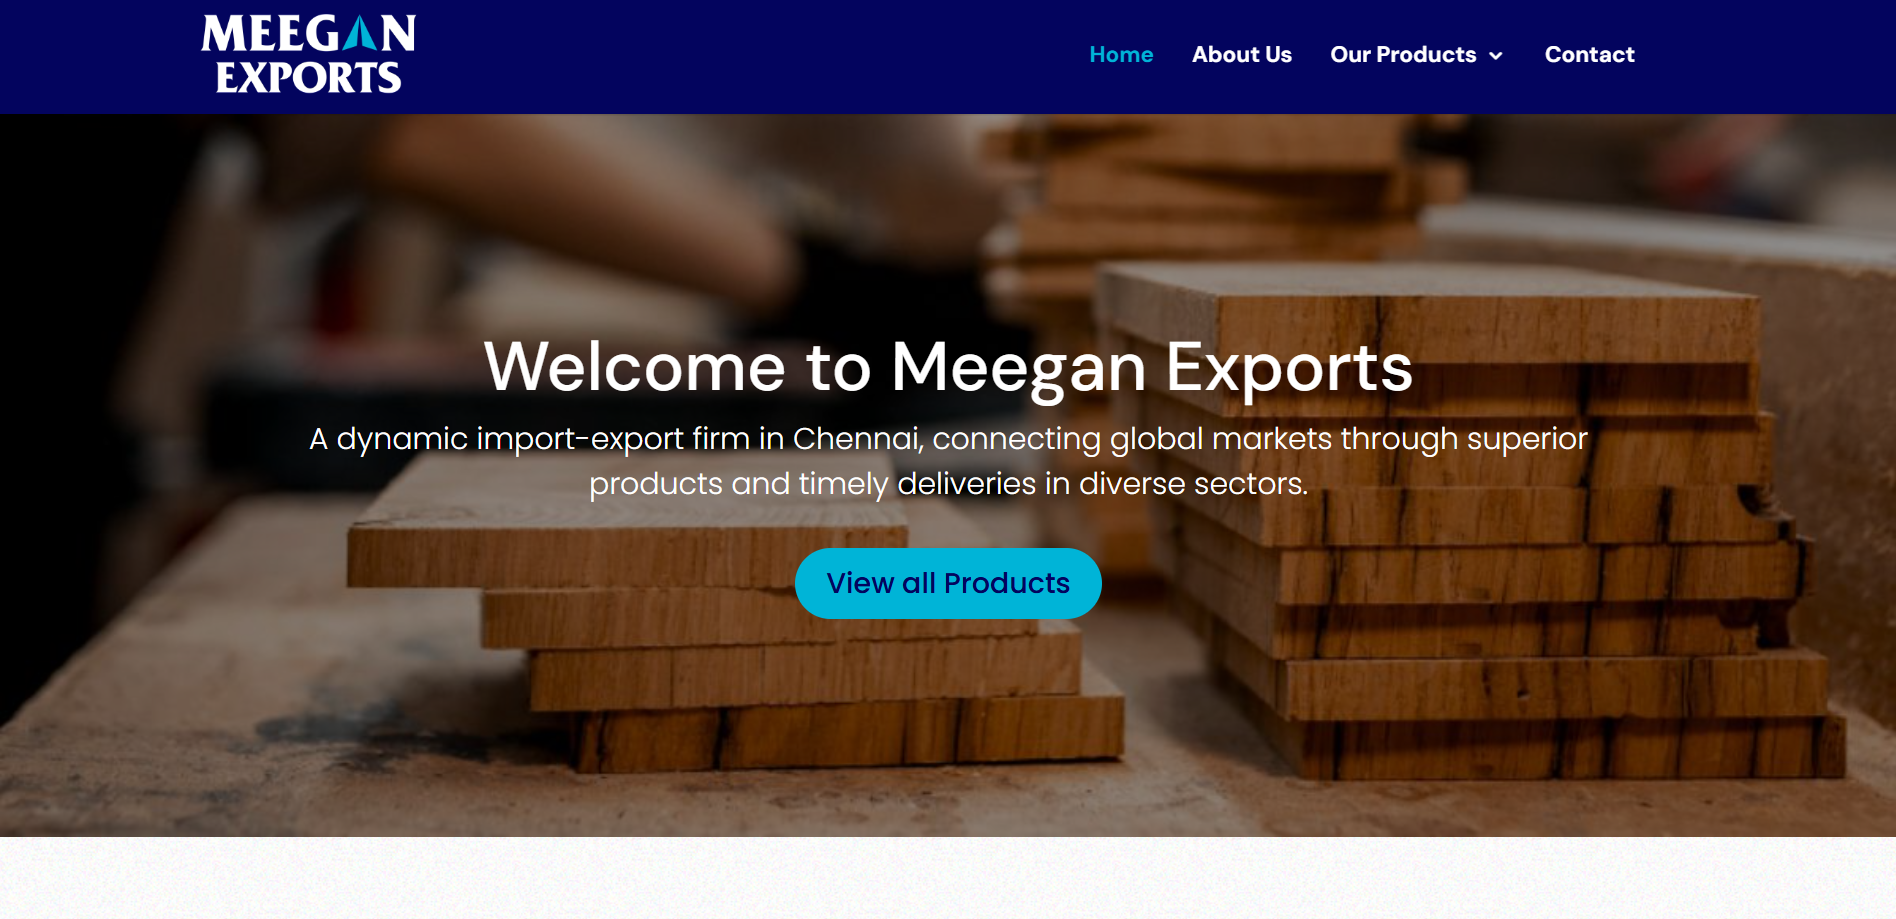 MEEGAN
EXPORTS
Home
About Us
Our Products
Contact
Welcome to Meegan Exports
A dynamic import-export firm in Chennai, connecting global markets through superior
products and timely deliveries in diverse sectors.
View all Products